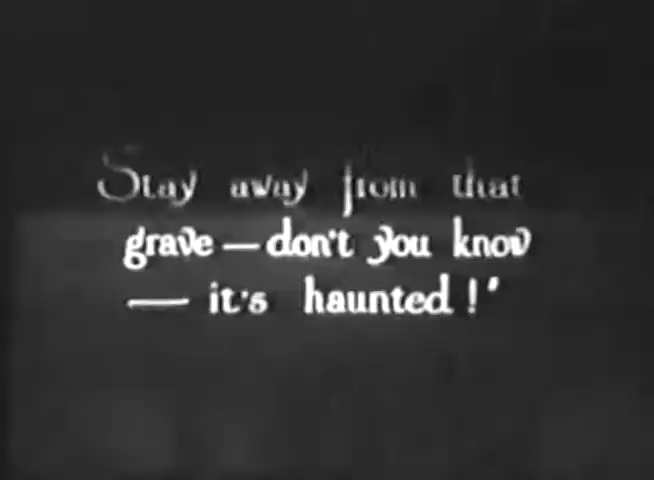 Stay away from that
grave — don't you know
— it's haunted!'